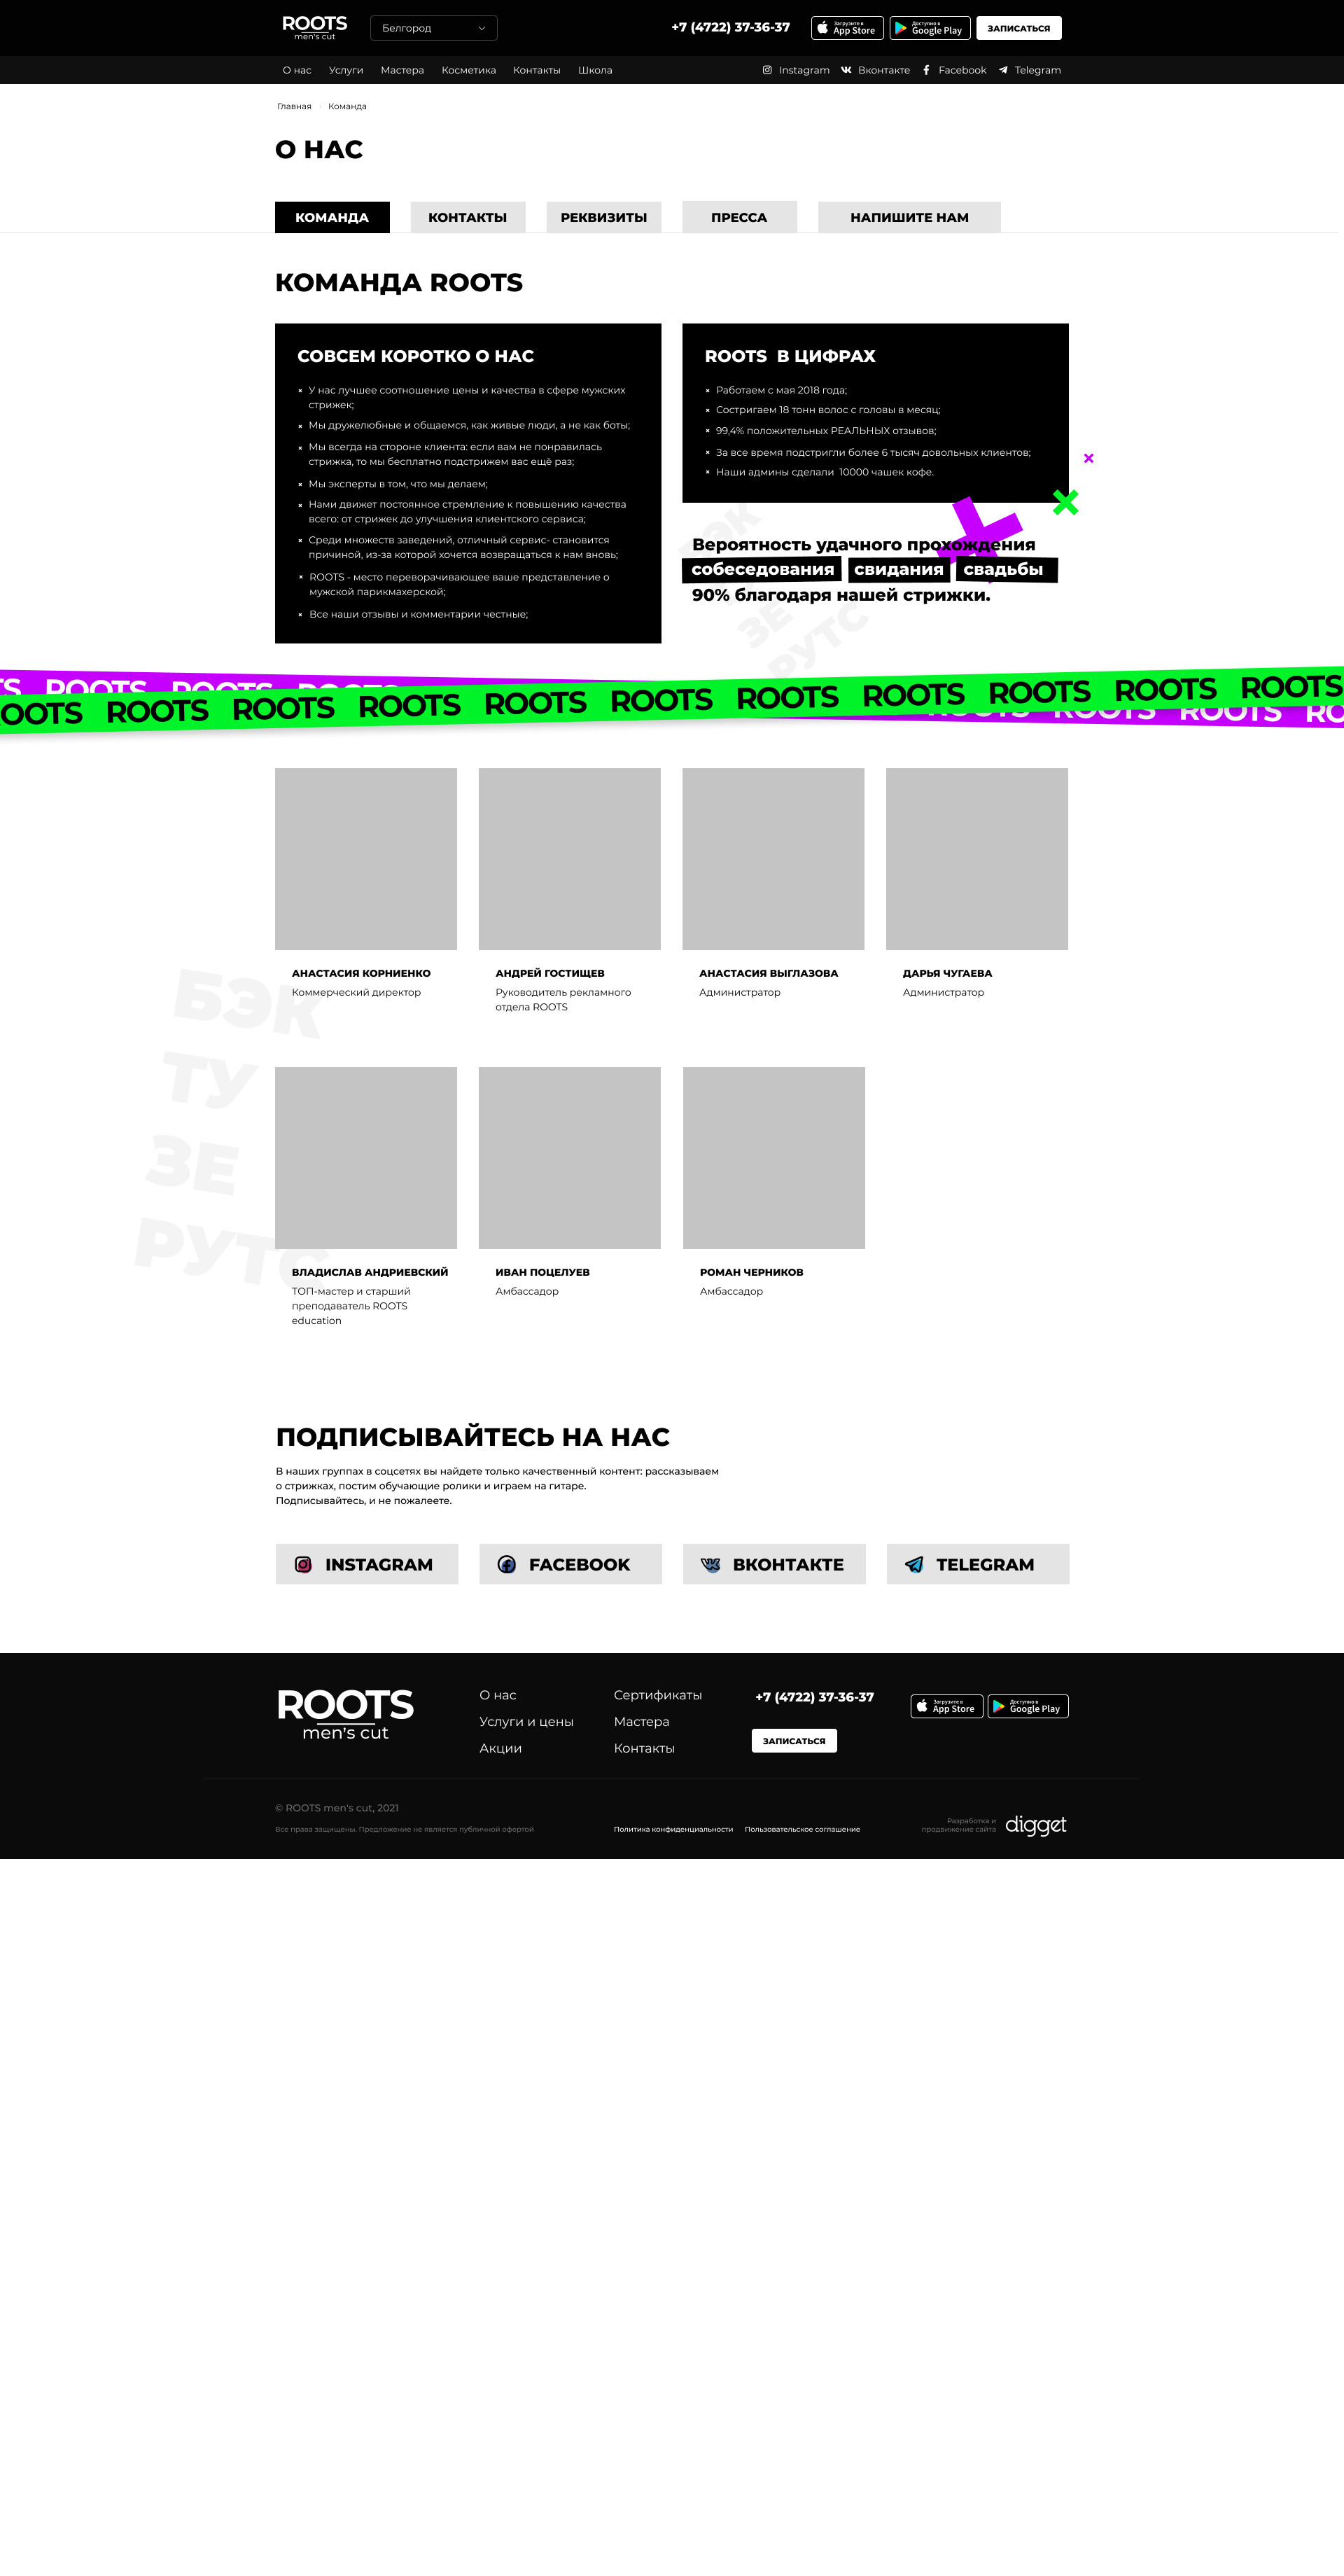 ROOTS
men's cut
Белгород
+7 (4722) 37-36-37
Загрузите в
App Store
Доступно в
Google Play
ЗАПИСАТЬСЯ
О нас
Услуги
Мастера
Косметика
Контакты
Школа
Instagram
Вконтакте
Facebook
Telegram
Главная
Команда
О НАС
КОМАНДА
КОНТАКТЫ
РЕКВИЗИТЫ
ПРЕССА
НАПИШИТЕ НАМ
КОМАНДА ROOTS
СОВСЕМ КОРОТКО О НАС
У нас лучшее соотношение цены и качества в сфере мужских
стрижек;
Мы дружелюбные и общаемся, как живые люди, а не как боты;
Мы всегда на стороне клиента: если вам не понравилась
стрижка, то мы бесплатно подстрижем вас ещё раз;
Мы эксперты в том, что мы делаем;
Нами движет постоянное стремление к повышению качества
всего: от стрижек до улучшения клиентского сервиса;
Среди множеств заведений, отличный сервис- становится
причиной, из-за которой хочется возвращаться к нам вновь;
ROOTS - место переворачивающее ваше представление о
мужской парикмахерской;
Все наши отзывы и комментарии честные;
ROOTS  В ЦИФРАХ
Работаем с мая 2018 года;
Состригаем 18 тонн волос с головы в месяц;
99,4% положительных РЕАЛЬНЫХ отзывов;
За все время подстригли более 6 тысяч довольных клиентов;
Наши админы сделали  10000 чашек кофе.
БЭК
ЗЕ
РУТС
Вероятность удачного прохождения
собеседования свидания свадьбы
90% благодаря нашей стрижки.
ROOTS ROOTS ROOTS ROOTS ROOTS ROOTS ROOTS
ROOTS ROOTS ROOTS ROOTS ROOTS ROOTS ROOTS ROOTS ROOTS ROOTS ROOTS
АНАСТАСИЯ КОРНИЕНКО
Коммерческий директор
АНДРЕЙ ГОСТИЩЕВ
Руководитель рекламного
отдела ROOTS
АНАСТАСИЯ ВЫГЛАЗОВА
Администратор
ДАРЬЯ ЧУГАЕВА
Администратор
БЭК
ТУ
ЗЕ
РУТС
ВЛАДИСЛАВ АНДРИЕВСКИЙ
ТОП-мастер и старший
преподаватель ROOTS
education
ИВАН ПОЦЕЛУЕВ
Амбассадор
РОМАН ЧЕРНИКОВ
Амбассадор
ПОДПИСЫВАЙТЕСЬ НА НАС
В наших группах в соцсетях вы найдете только качественный контент: рассказываем
о стрижках, постим обучающие ролики и играем на гитаре.
Подписывайтесь, и не пожалеете.
INSTAGRAM
FACEBOOK
ВКОНТАКТЕ
TELEGRAM
ROOTS
men's cut
О нас
Услуги и цены
Акции
Сертификаты
Мастера
Контакты
+7 (4722) 37-36-37
ЗАПИСАТЬСЯ
Загрузите в
App Store
Доступно в
Google Play
© ROOTS men's cut, 2021
Все права защищены. Предложение не является публичной офертой
Политика конфиденциальности
Пользовательское соглашение
Разработка и
продвижение сайта
digget